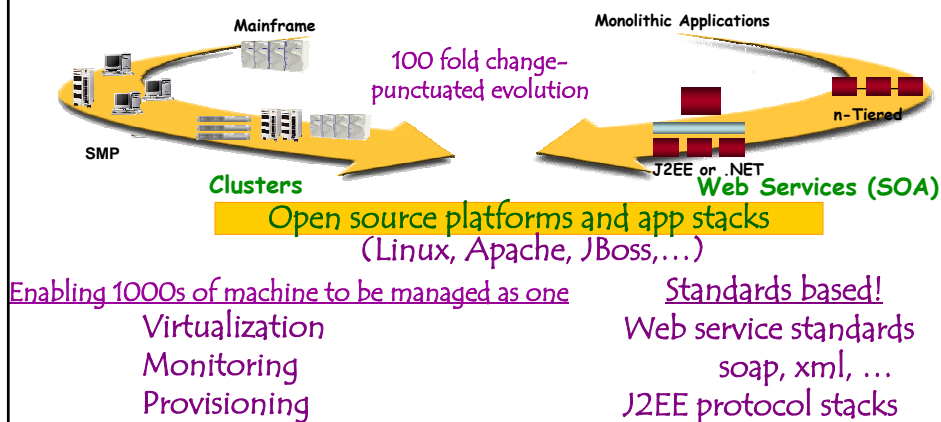 Mainframe
Monolithic Applications
100 fold change-
punctuated evolution
n-Tiered
SMP
J2EE or .NET
Clusters
Web Services (SOA)
Open source platforms and app stacks
(Linux, Apache, JBoss,...)
Enabling 1000s of machine to be managed as one
Virtualization
Monitoring
Provisioning
Standards based!
Web service standards
soap, xml, ...
J2EE protocol stacks